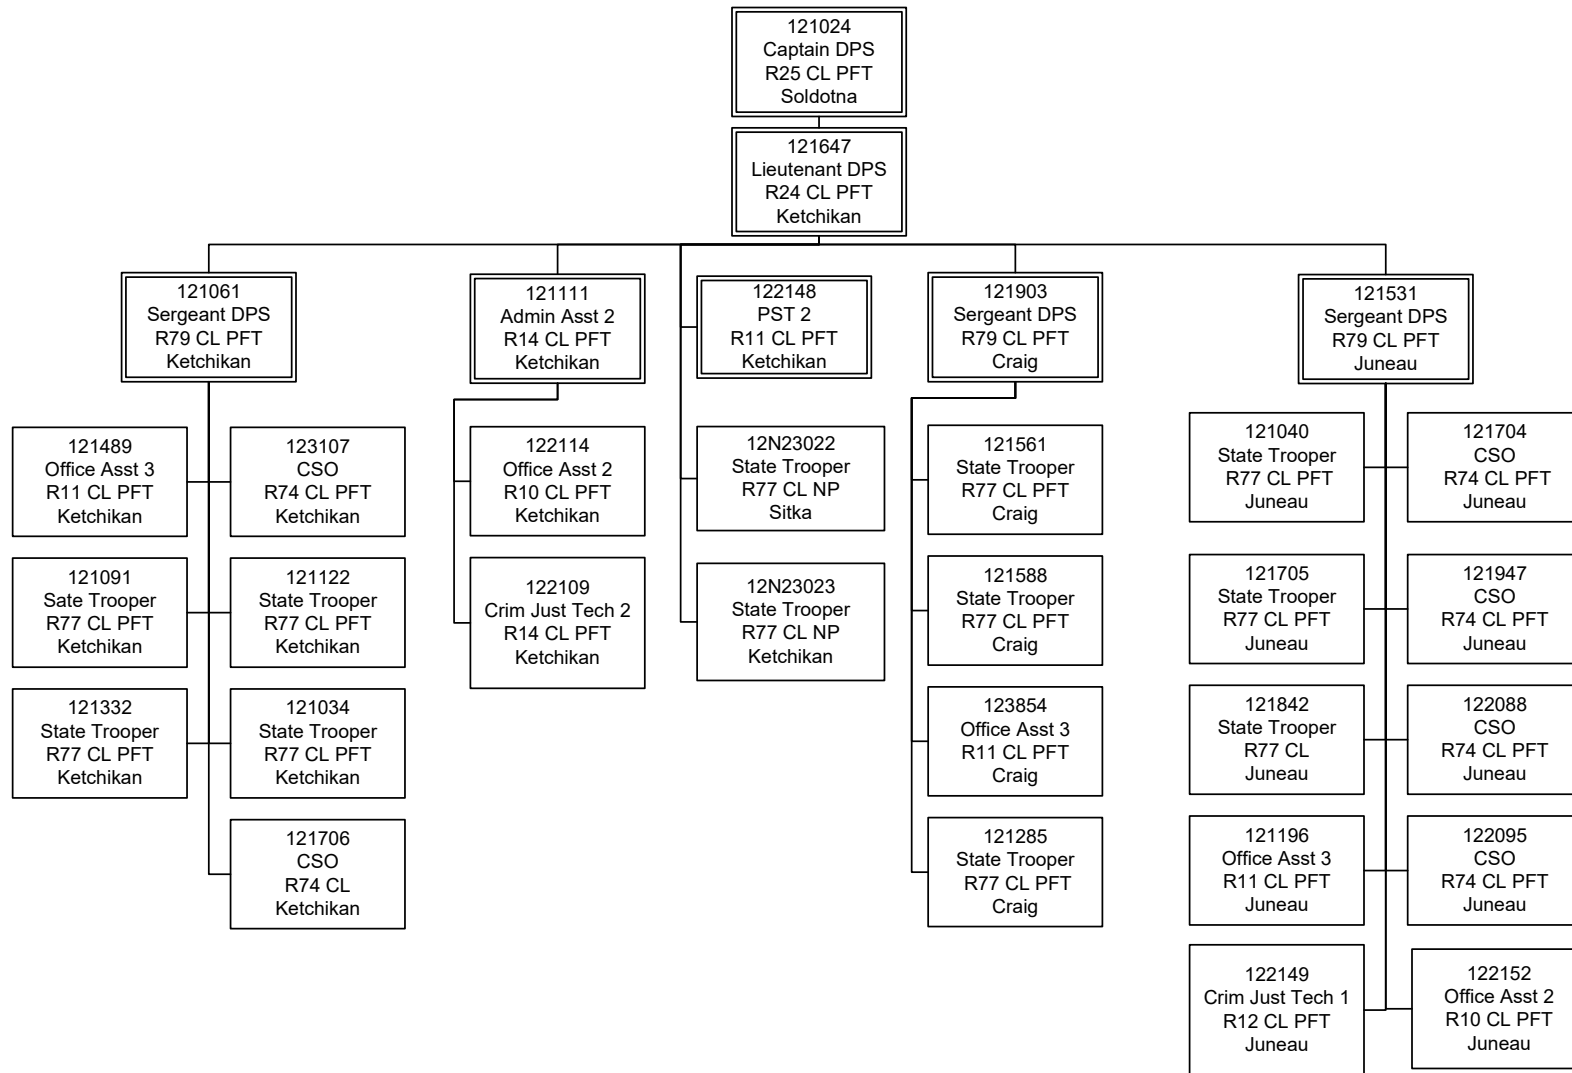 121024
Captain DPS
R25 CL PFT
Soldotna
121647
Lieutenant DPS
R24 CL PFT
Ketchikan
121061
Sergeant DPS
R79 CL PFT
Ketchikan
121111
Admin Asst 2
R14 CL PFT
Ketchikan
122148
PST 2
R11 CL PFT
Ketchikan
121903
Sergeant DPS
R79 CL PFT
Craig
121531
Sergeant DPS
R79 CL PFT
Juneau
121489
Office Asst 3
R11 CL PFT
Ketchikan
123107
CSO
R74 CL PFT
Ketchikan
121091
Sate Trooper
R77 CL PFT
Ketchikan
121122
State Trooper
R77 CL PFT
Ketchikan
121332
State Trooper
R77 CL PFT
Ketchikan
121034
State Trooper
R77 CL PFT
Ketchikan
121706
CSO
R74 CL
Ketchikan
122114
Office Asst 2
R10 CL PFT
Ketchikan
122109
Crim Just Tech 2
R14 CL PFT
Ketchikan
12N23022
State Trooper
R77 CL NP
Sitka
12N23023
State Trooper
R77 CL NP
Ketchikan
121561
State Trooper
R77 CL PFT
Craig
121588
State Trooper
R77 CL PFT
Craig
123854
Office Asst 3
R11 CL PFT
Craig
121285
State Trooper
R77 CL PFT
Craig
121040
State Trooper
R77 CL PFT
Juneau
121704
CSO
R74 CL PFT
Juneau
121705
State Trooper
R77 CL PFT
Juneau
121947
CSO
R74 CL PFT
Juneau
121842
State Trooper
R77 CL
Juneau
122088
CSO
R74 CL PFT
Juneau
121196
Office Asst 3
R11 CL PFT
Juneau
122095
CSO
R74 CL PFT
Juneau
122149
Crim Just Tech 1
R12 CL PFT
Juneau
122152
Office Asst 2
R10 CL PFT
Juneau